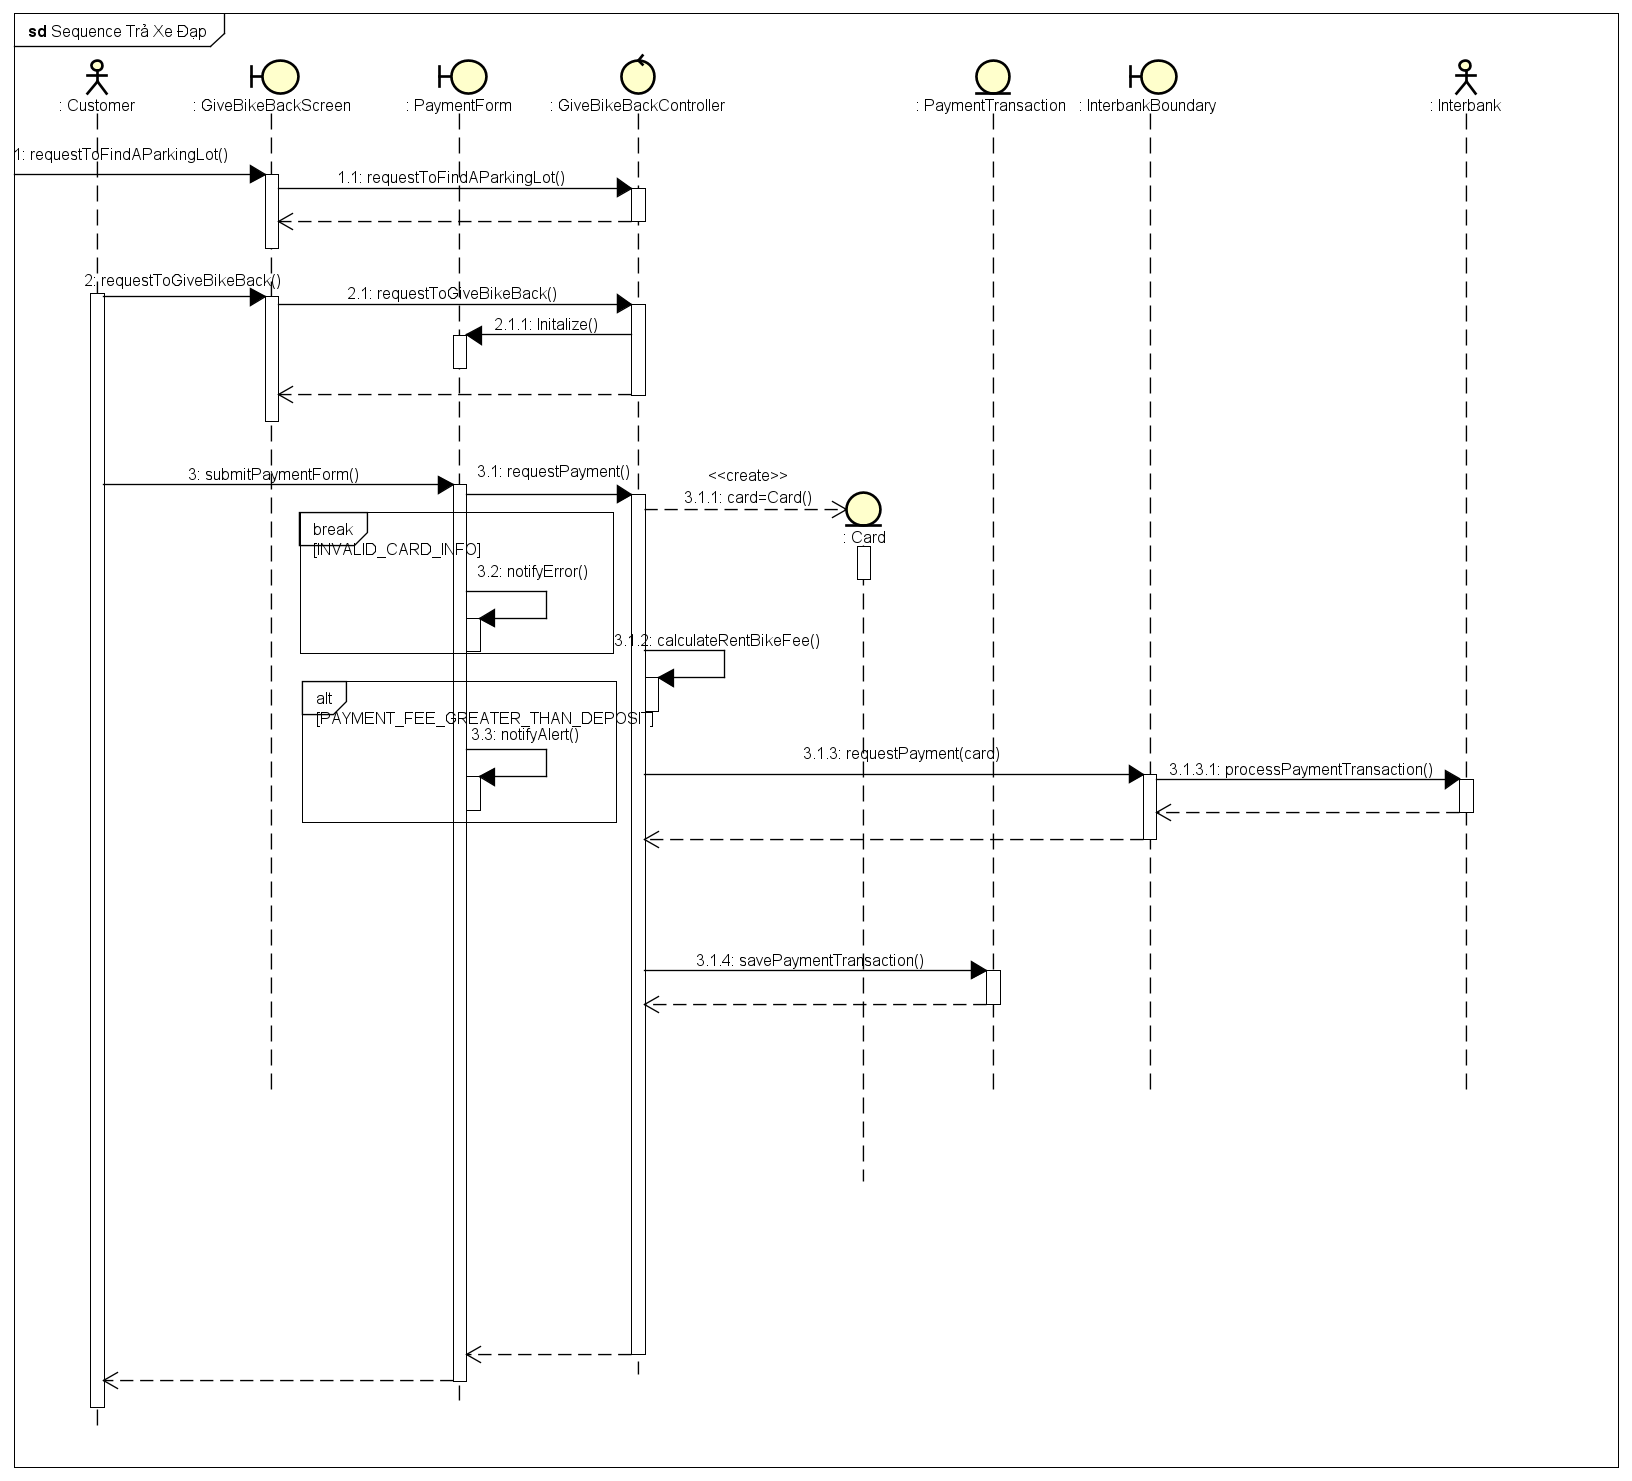 sd Sequence Trả Xe Đạp
: Customer
: GiveBikeBackScreen
: PaymentForm
: GiveBikeBackController
: PaymentTransaction
: InterbankBoundary
: Interbank
1: requestToFindAParkingLot()
1.1: requestToFindAParkingLot()
2: requestToGiveBikeBack()
2.1: requestToGiveBikeBack()
2.1.1: Initalize()
3: submitPaymentForm()
3.1: requestPayment()
<<create>>
3.1.1: card=Card()
: Card
break
[INVALID_CARD_INFO]
3.2: notifyError()
3.1.2: calculateRentBikeFee()
alt
[PAYMENT_FEE_GREATER_THAN_DEPOSIT]
3.3: notifyAlert()
3.1.3: requestPayment(card)
3.1.3.1: processPaymentTransaction()
3.1.4: savePaymentTransaction()